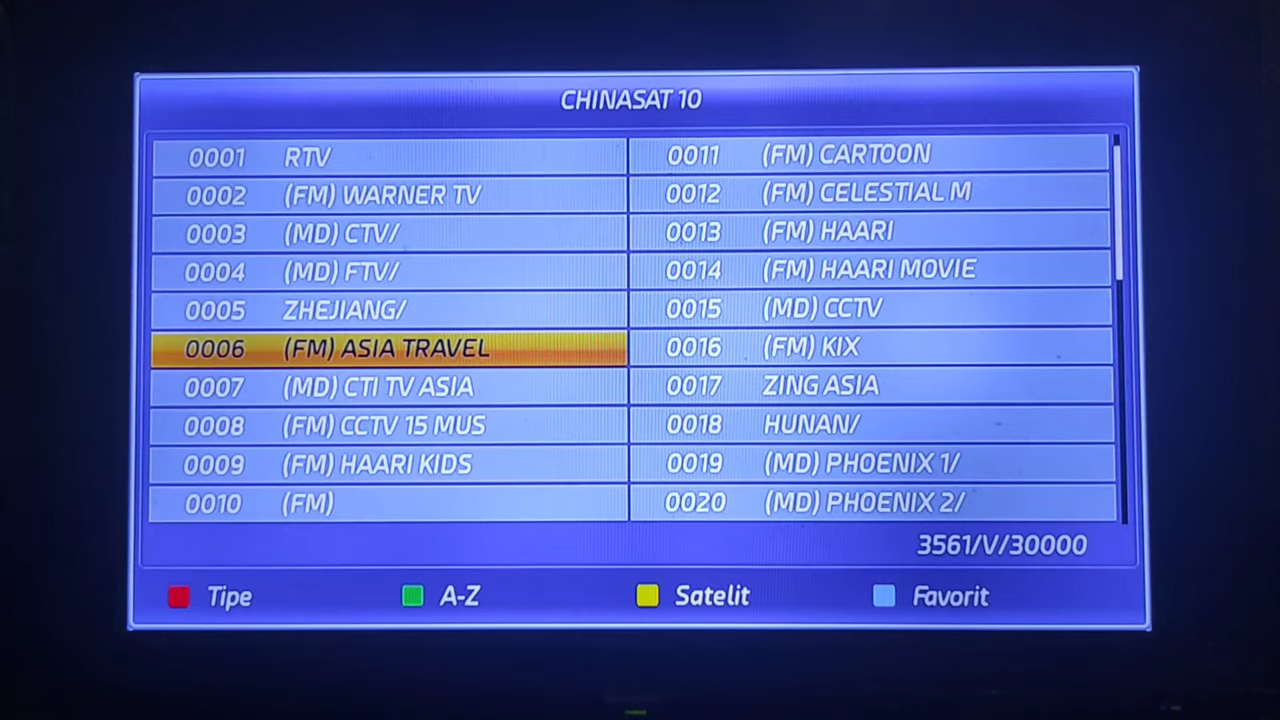 CHINASAT 10
0001 RTV
0002 (FM) WARNER TV
0003 (MD) CTV/
0004 (MD) FTV/
0005 ZHEJIANG/
0006 (FM) ASIA TRAVEL
0007 (MD) CTI TV ASIA
0008 (FM) CCTV 15 MUS
0009 (FM) HAARI KIDS
0010 (FM)
0011 (FM) CARTOON
0012 (FM) CELESTIAL M
0013 (FM) HAARI
0014 (FM) HAARI MOVIE
0015 (MD) CCTV
0016 (FM) KIX
0017 ZING ASIA
0018 HUNAN/
0019 (MD) PHOENIX 1/
0020 (MD) PHOENIX 2/
3561/V/30000
Tipe A-Z Satelit Favorit